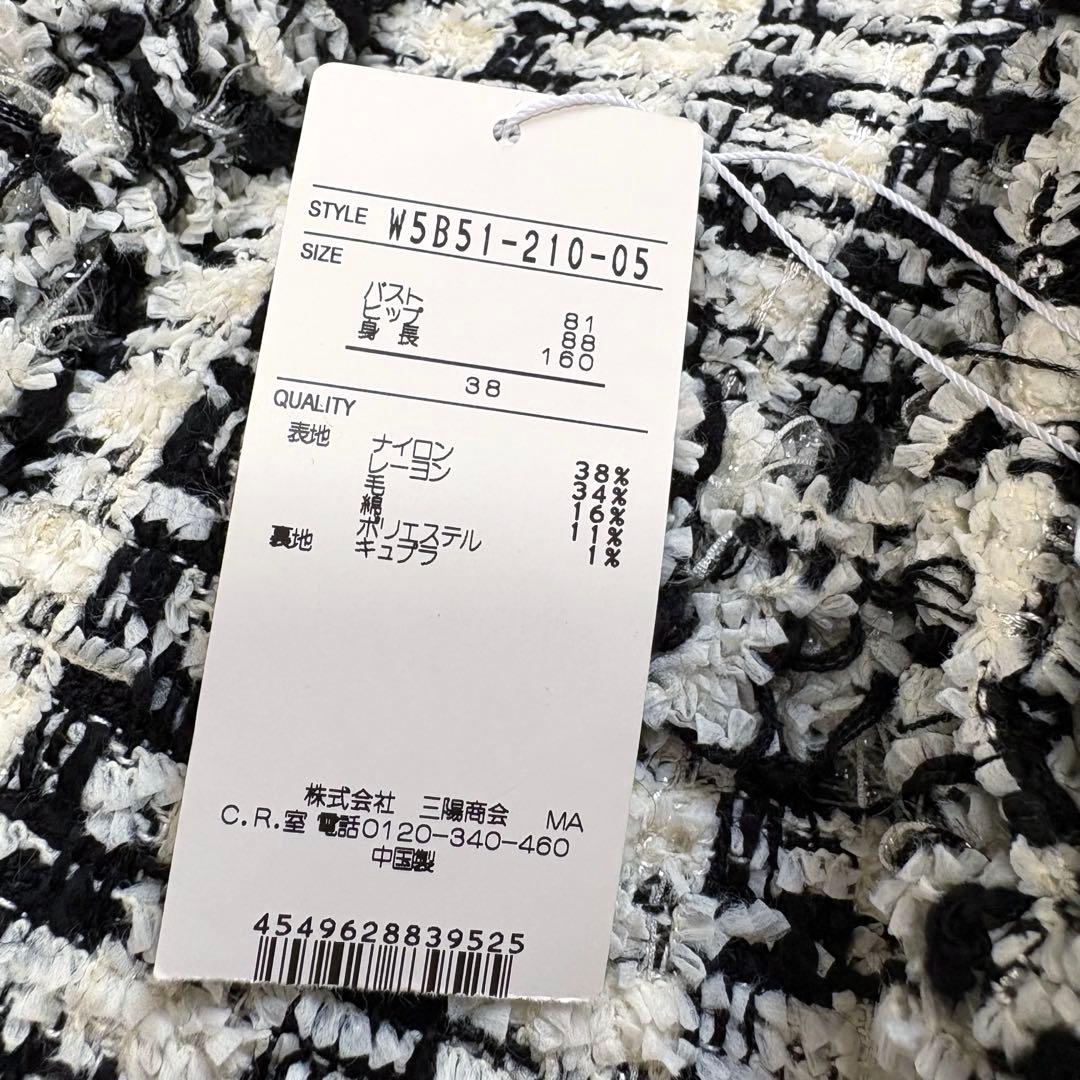 STYLE W5B51-210-05
SIZE
バスト 81
ヒップ 88
身長 160
38
QUALITY
表地 ナイロン 38%
レーヨン 34%
毛 16%
綿 11%
ポリエステル 1%
裏地 キュプラ
株式会社 三陽商会 MA
C.R.室 電話0120-340-460
中国製
4549628839525